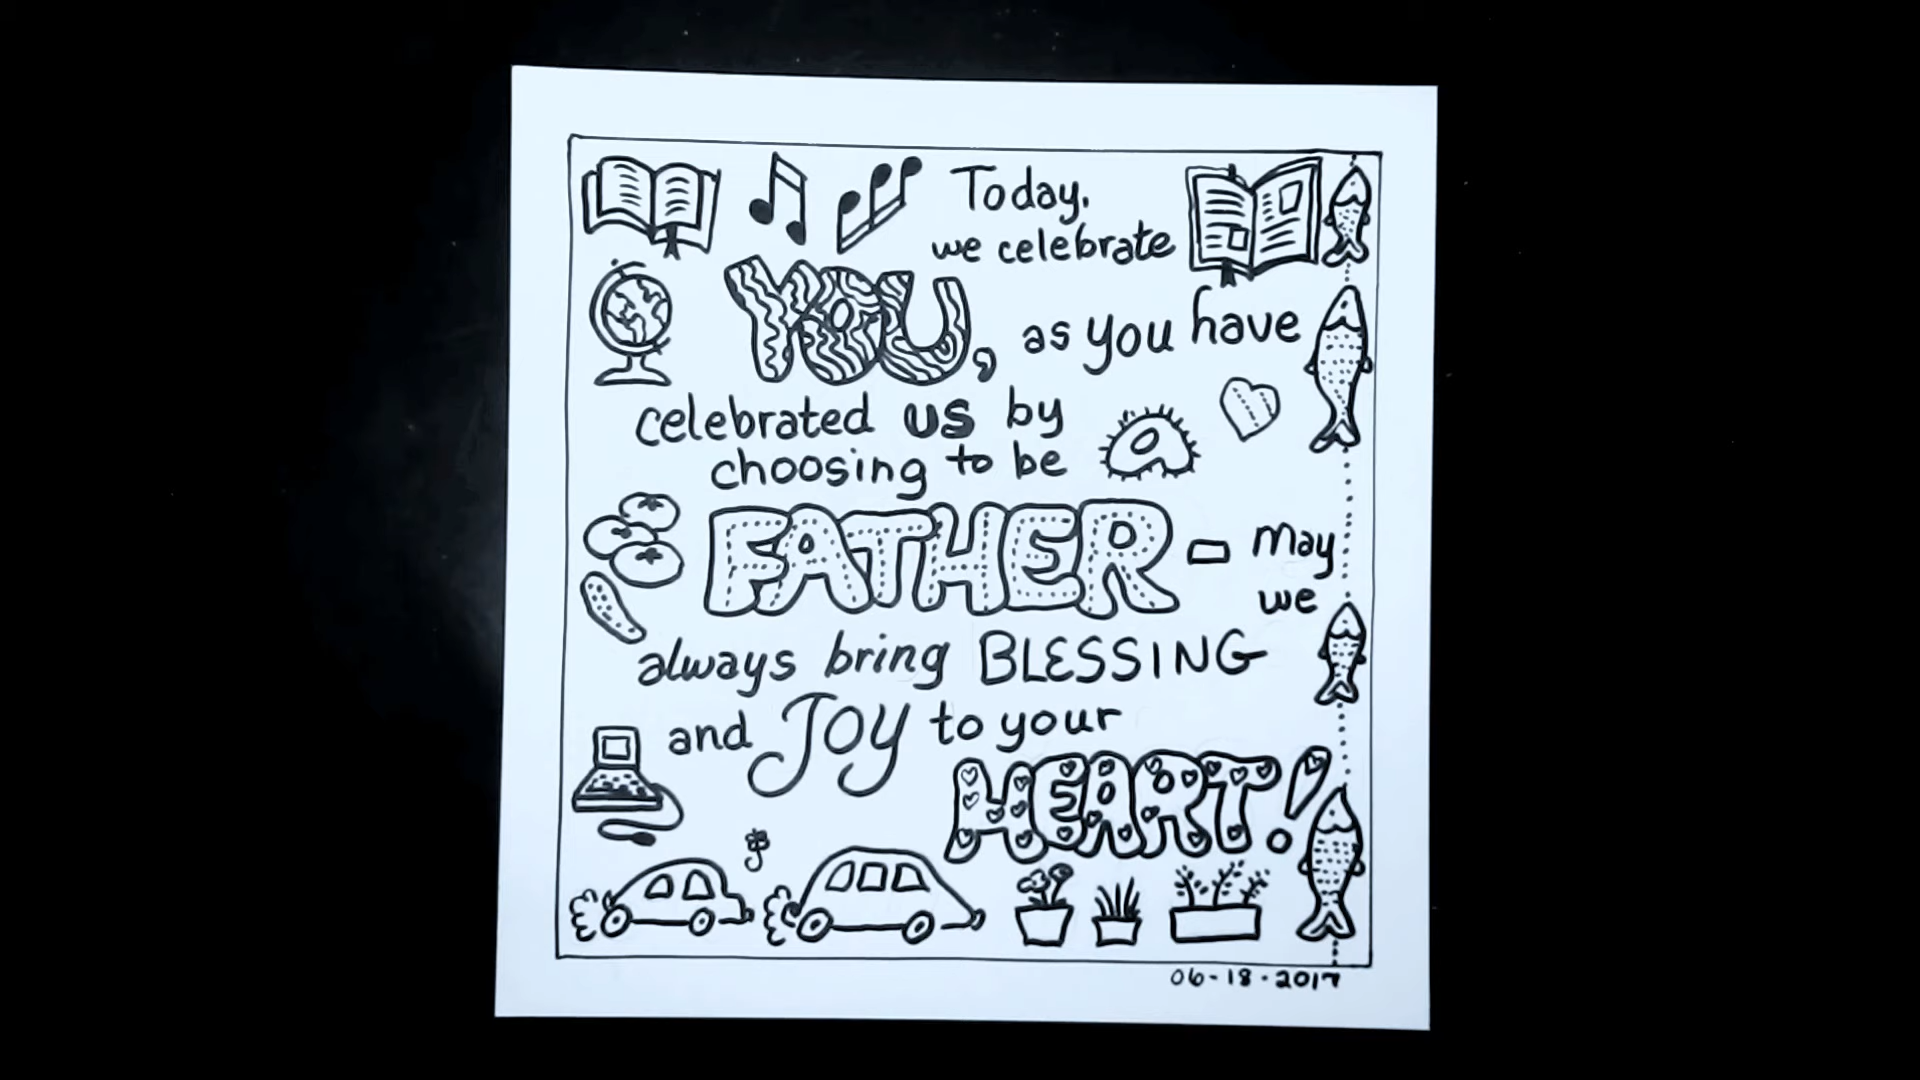 Today,
we celebrate
YOU, as you have
celebrated us by
choosing to be
FATHER - may
we
always bring BLESSING
and Joy to your
HEART!
06-18-2017